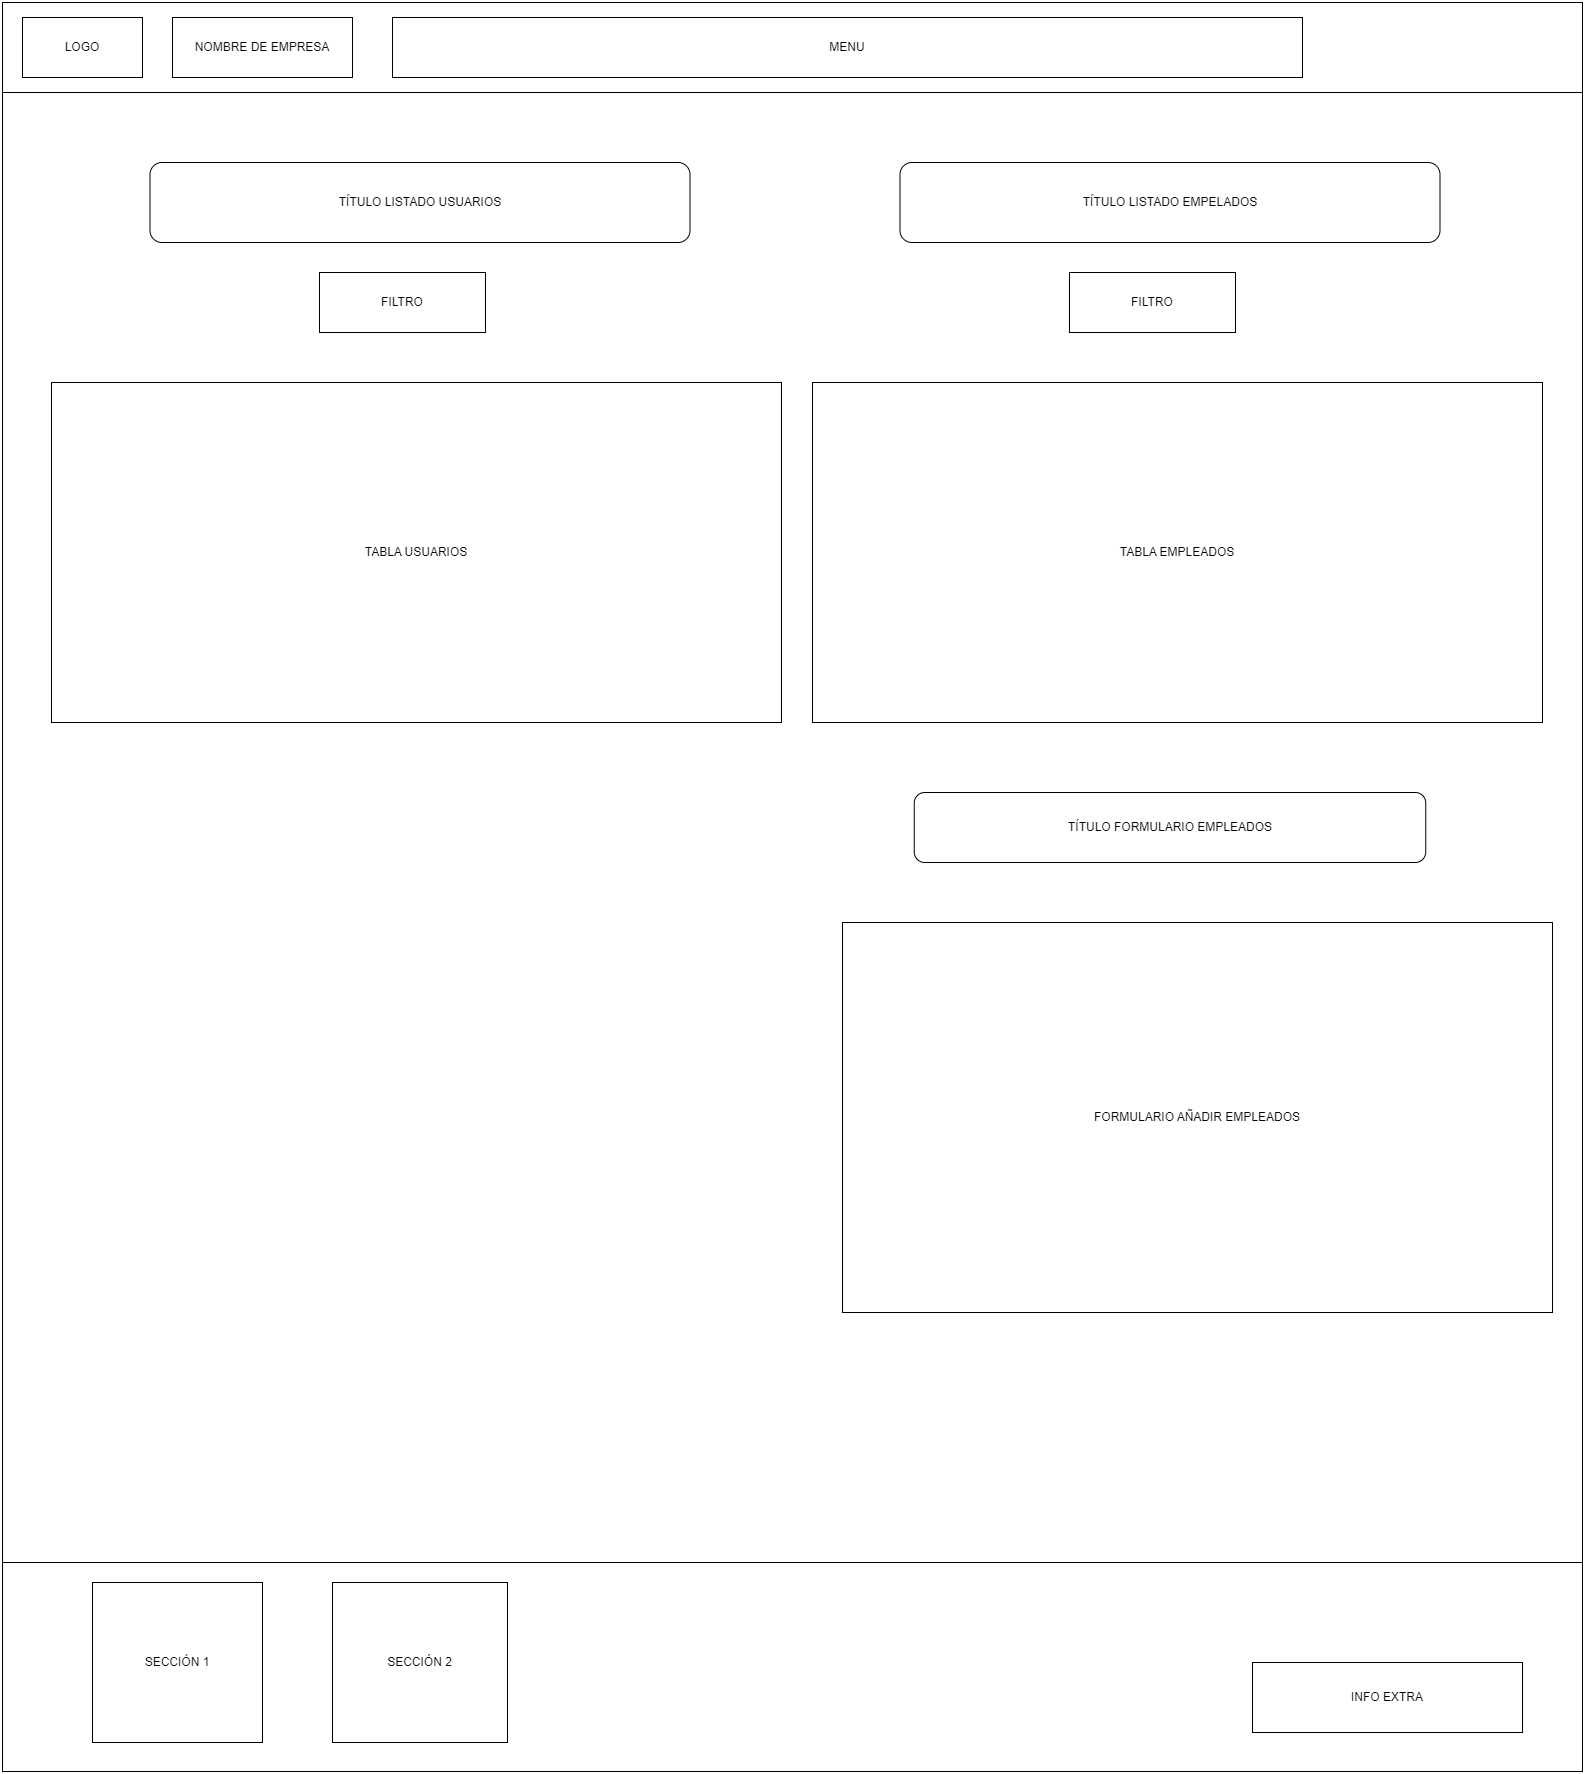 LOGO
NOMBRE DE EMPRESA
MENU
TÍTULO LISTADO USUARIOS
TÍTULO LISTADO EMPELADOS
FILTRO
FILTRO
TABLA USUARIOS
TABLA EMPLEADOS
TÍTULO FORMULARIO EMPLEADOS
FORMULARIO AÑADIR EMPLEADOS
SECCIÓN 1
SECCIÓN 2
INFO EXTRA